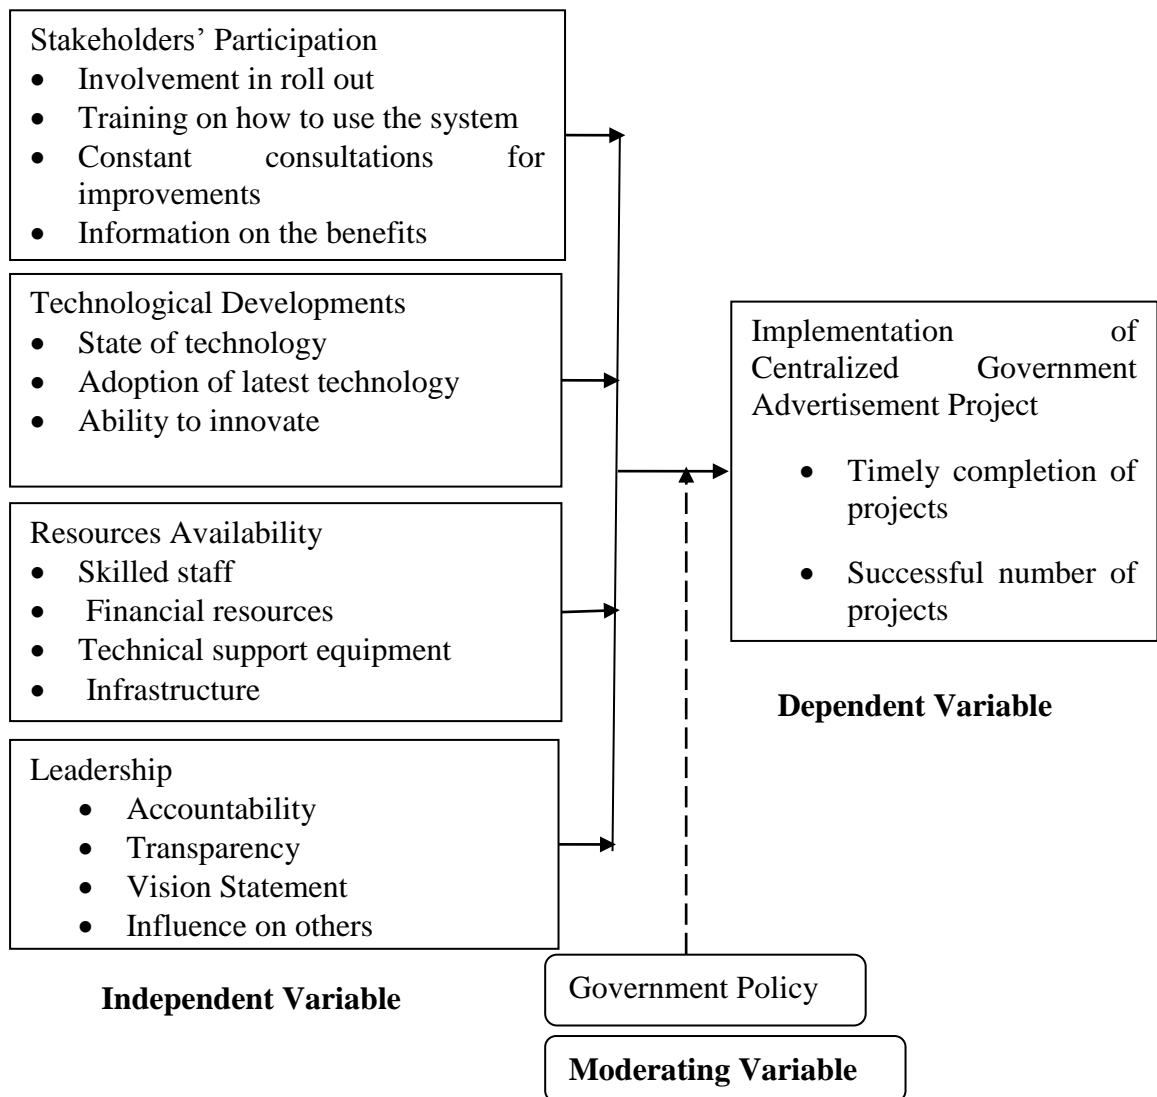 Stakeholders’ Participation
• Involvement in roll out
• Training on how to use the system
• Constant consultations for
improvements
• Information on the benefits
Technological Developments
• State of technology
• Adoption of latest technology
• Ability to innovate
Resources Availability
• Skilled staff
• Financial resources
• Technical support equipment
• Infrastructure
Leadership
• Accountability
• Transparency
• Vision Statement
• Influence on others
Independent Variable
Implementation of
Centralized Government
Advertisement Project
• Timely completion of
projects
• Successful number of
projects
Dependent Variable
Government Policy
Moderating Variable